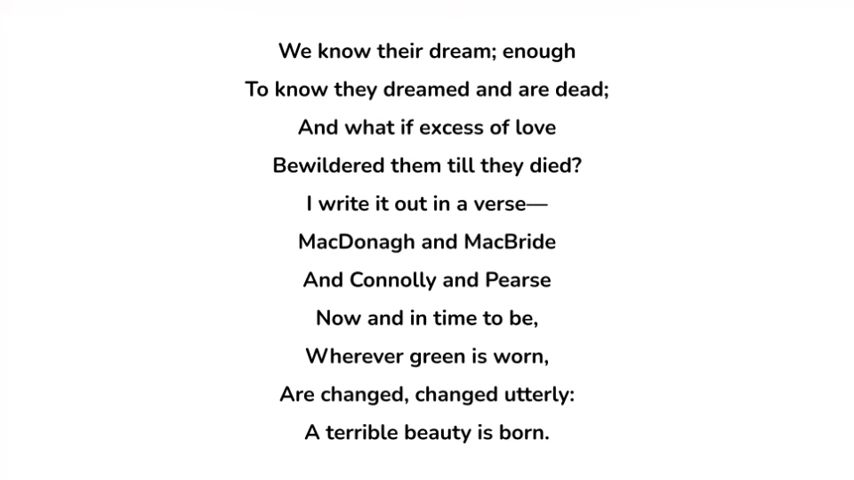 We know their dream; enough
To know they dreamed and are dead;
And what if excess of love
Bewildered them till they died?
I write it out in a verse—
MacDonagh and MacBride
And Connolly and Pearse
Now and in time to be,
Wherever green is worn,
Are changed, changed utterly:
A terrible beauty is born.